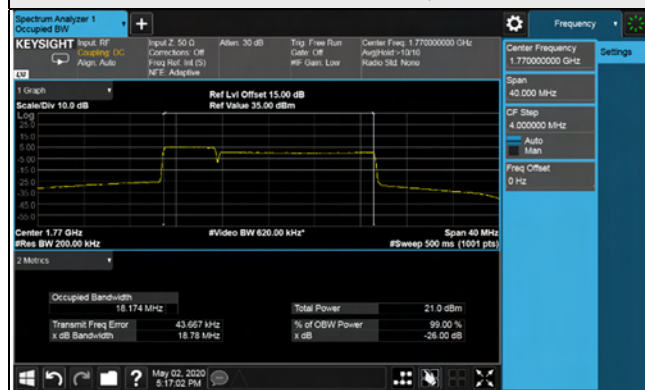 Spectrum Analyzer 1
Occupied BW
+
Frequency
KEYSIGHT
Input: RF
Coupling: DC
Align: Auto
Input Z: 50 Ω
Corrections: Off
Freq Ref: Int (S)
NFE: Adaptive
Atten: 30 dB
Trig: Free Run
Gate: Off
#IF Gain: Low
Center Freq: 1.770000000 GHz
Avg|Hold:>10/10
Radio Std: None
Center Frequency
1.770000000 GHz
Settings
Span
40.000 MHz
CF Step
4.000000 MHz
Auto
Man
Freq Offset
0 Hz
1 Graph
Scale/Div 10.0 dB
Ref Lvl Offset 15.00 dB
Ref Value 35.00 dBm
Log
25.0
15.0
5.00
-5.00
-15.0
-25.0
-35.0
-45.0
-55.0
Center 1.77 GHz
#Res BW 200.00 kHz
#Video BW 620.00 kHz*
Span 40 MHz
#Sweep 500 ms (1001 pts)
2 Metrics
Occupied Bandwidth
18.174 MHz
Total Power
21.0 dBm
Transmit Freq Error
43.667 kHz
% of OBW Power
99.00 %
x dB Bandwidth
18.78 MHz
x dB
-26.00 dB
?
May 02, 2020
5:17:02 PM